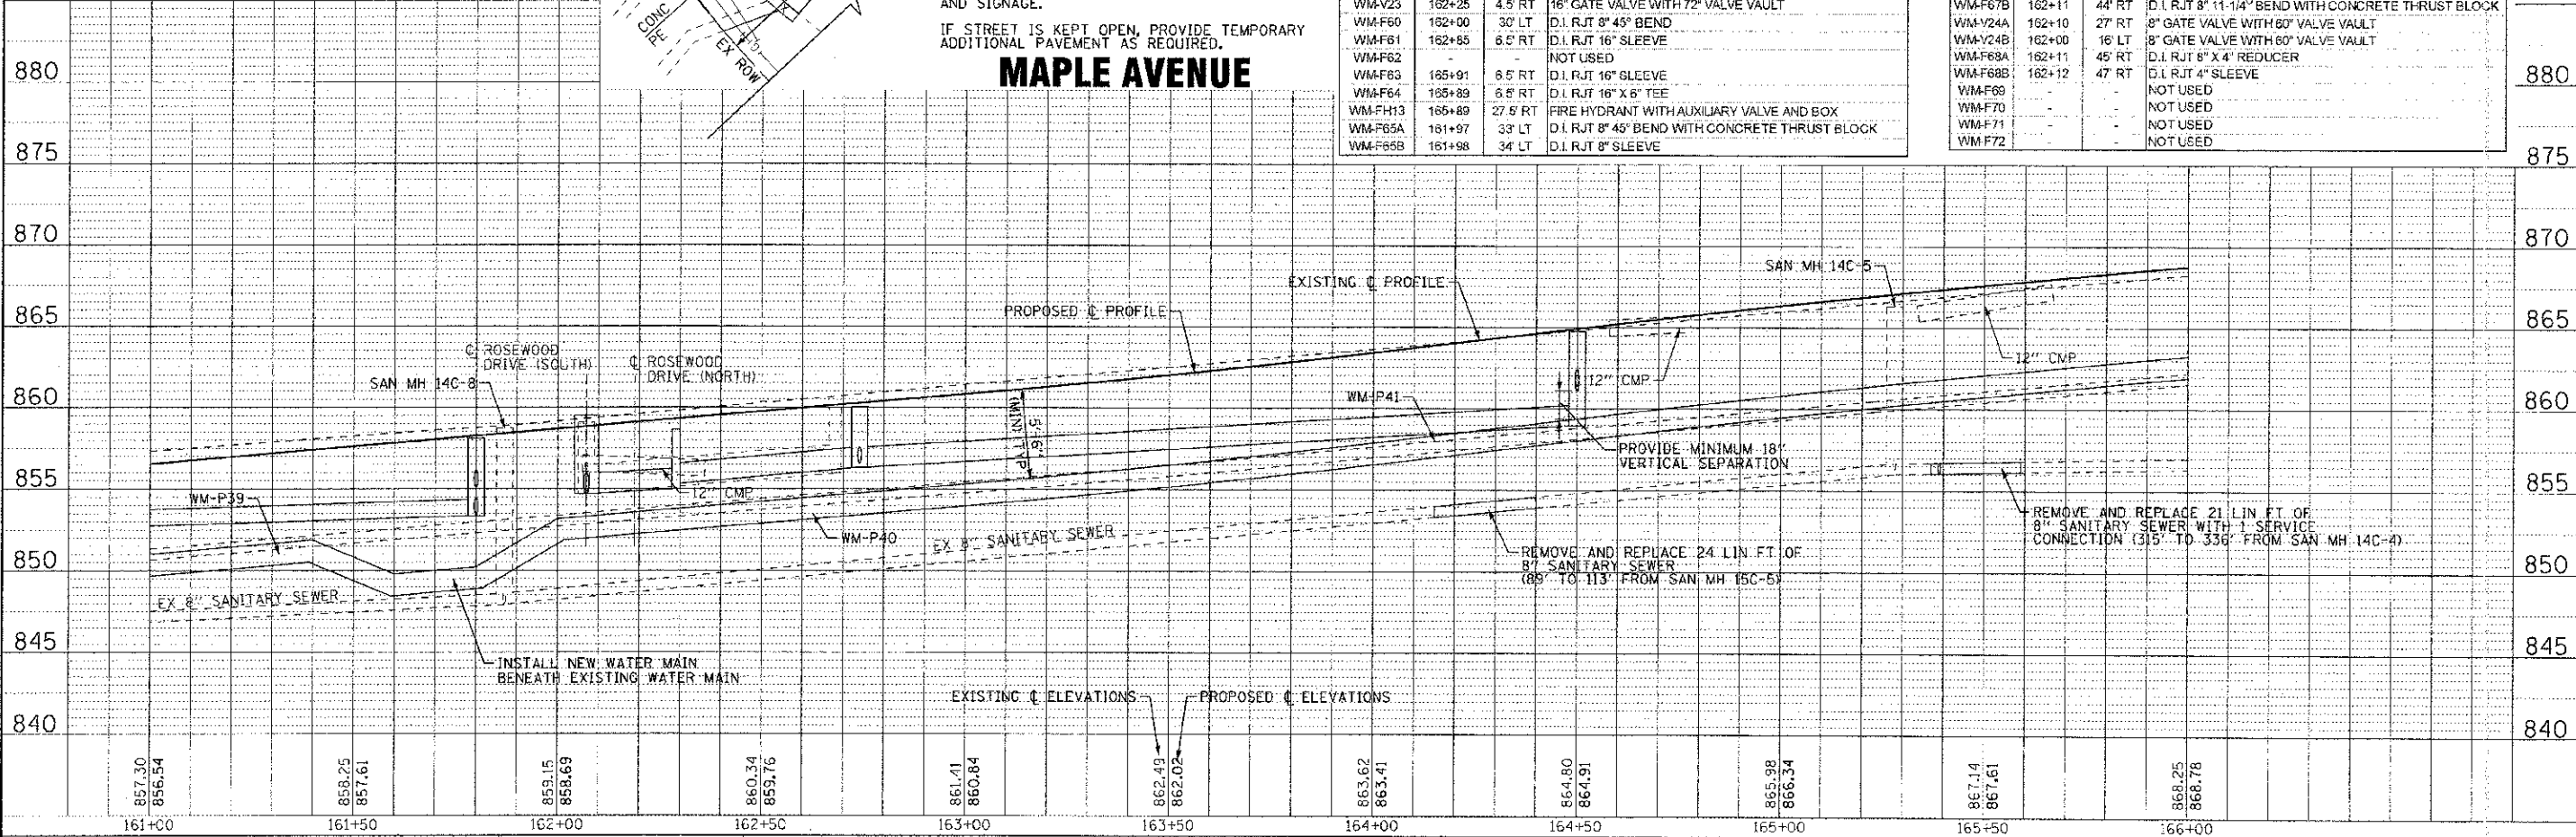 AND SIGNAGE.
IF STREET IS KEPT OPEN, PROVIDE TEMPORARY
ADDITIONAL PAVEMENT AS REQUIRED.
MAPLE AVENUE
CONC
EX ROW
WM-V23 162+25 4.5' RT 16" GATE VALVE WITH 72" VALVE VAULT
WM-F60 162+00 30' LT D.I. RJT 8" 45° BEND
WM-F61 162+85 6.5' RT D.I. RJT 16" SLEEVE
WM-F62 - - NOT USED
WM-F63 165+91 6.5' RT D.I. RJT 16" SLEEVE
WM-F64 165+89 6.5' RT D.I. RJT 16" X 6" TEE
WM-FH13 165+89 27.5' RT FIRE HYDRANT WITH AUXILIARY VALVE AND BOX
WM-F65A 161+97 33' LT D.I. RJT 8" 45° BEND WITH CONCRETE THRUST BLOCK
WM-F65B 161+98 34' LT D.I. RJT 8" SLEEVE
WM-F67B 162+11 44' RT D.I. RJT 8" 11-1/4° BEND WITH CONCRETE THRUST BLOCK
WM-V24A 162+10 27' RT 8" GATE VALVE WITH 60" VALVE VAULT
WM-V24B 162+00 16' LT 8" GATE VALVE WITH 60" VALVE VAULT
WM-F68A 162+11 45' RT D.I. RJT 8" X 4" REDUCER
WM-F68B 162+12 47' RT D.I. RJT 4" SLEEVE
WM-F69 - - NOT USED
WM-F70 - - NOT USED
WM-F71 - - NOT USED
WM-F72 - - NOT USED
880 880
875 875
870 870
865 865
860 860
855 855
850 850
845 845
840 840
SAN MH 14C-5
EXISTING ℄ PROFILE
PROPOSED ℄ PROFILE
℄ ROSEWOOD
DRIVE (SOUTH)
℄ ROSEWOOD
DRIVE (NORTH)
SAN MH 14C-8
12" CMP
12" CMP
WM-P41
5'-6"
(MIN) TYP
PROVIDE MINIMUM 18"
VERTICAL SEPARATION
WM-P39
12" CMP
WM-P40
EX 8" SANITARY SEWER
EX 8" SANITARY SEWER
REMOVE AND REPLACE 24 LIN FT OF
8" SANITARY SEWER
(89' TO 113' FROM SAN MH 15C-5)
REMOVE AND REPLACE 21 LIN FT OF
8" SANITARY SEWER WITH 1 SERVICE
CONNECTION (315' TO 336' FROM SAN MH 14C-4)
INSTALL NEW WATER MAIN
BENEATH EXISTING WATER MAIN
EXISTING ℄ ELEVATIONS
PROPOSED ℄ ELEVATIONS
857.30 856.54
858.25 857.61
859.15 858.69
860.34 859.76
861.41 860.84
862.49 862.02
863.62 863.41
864.80 864.91
865.98 866.34
867.14 867.61
868.25 868.78
161+00 161+50 162+00 162+50 163+00 163+50 164+00 164+50 165+00 165+50 166+00